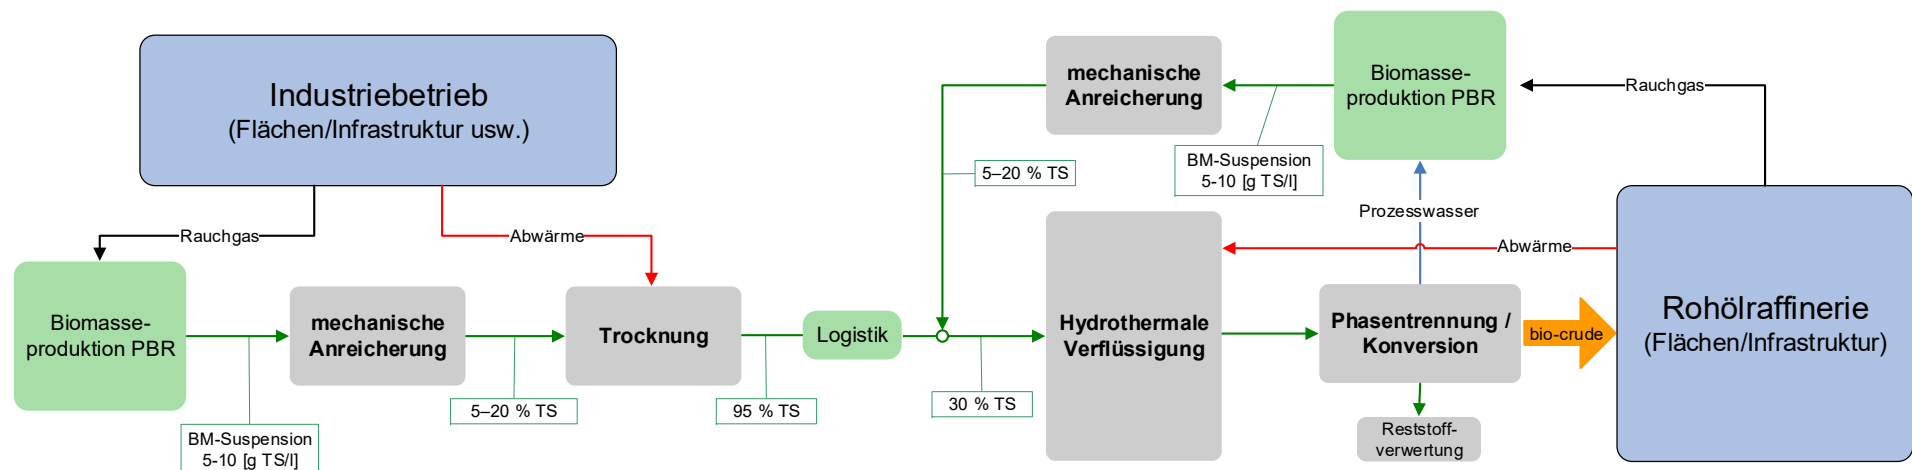 Industriebetrieb
(Flächen/Infrastruktur usw.)
Rauchgas
Abwärme
Biomasse-
produktion PBR
mechanische
Anreicherung
Trocknung
Logistik
BM-Suspension
5-10 [g TS/l]
5–20 % TS
95 % TS
30 % TS
mechanische
Anreicherung
Biomasse-
produktion PBR
Rauchgas
5–20 % TS
BM-Suspension
5-10 [g TS/l]
Prozesswasser
Abwärme
Hydrothermale
Verflüssigung
Phasentrennung /
Konversion
bio-crude
Rohölraffinerie
(Flächen/Infrastruktur)
Reststoff-
verwertung